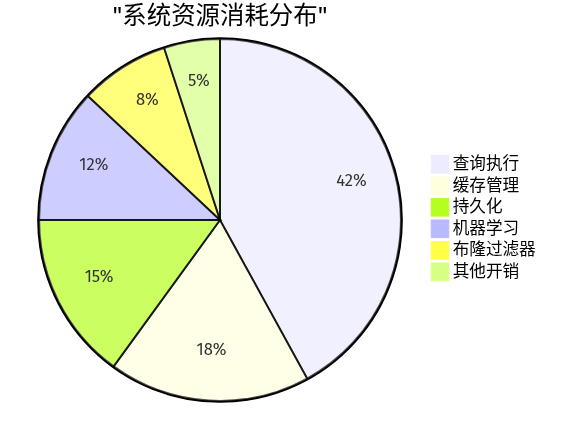 "系统资源消耗分布"
5%
8%
12%
42%
15%
18%
查询执行
缓存管理
持久化
机器学习
布隆过滤器
其他开销